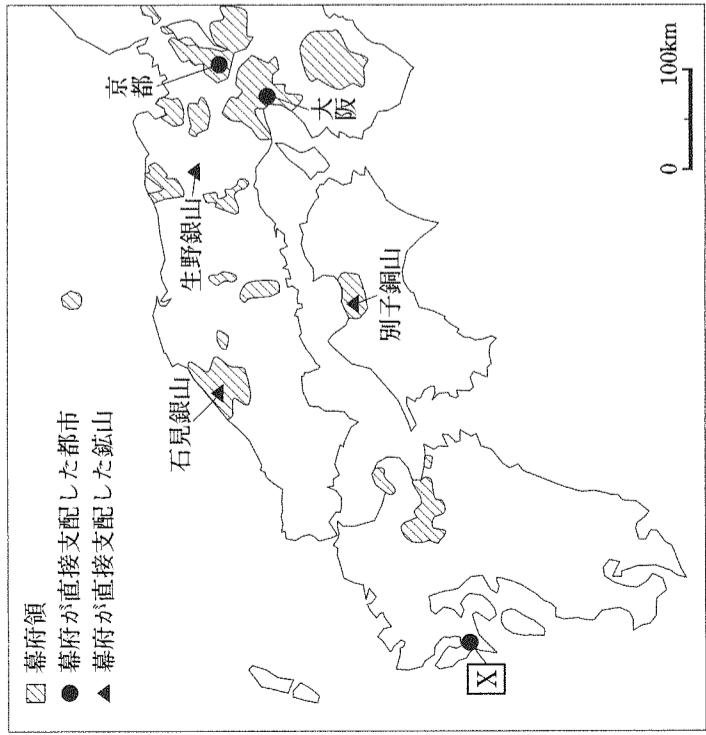 幕府領
幕府が直接支配した都市
幕府が直接支配した鉱山
京都
大阪
生野銀山
石見銀山
別子銅山
X
0 100km